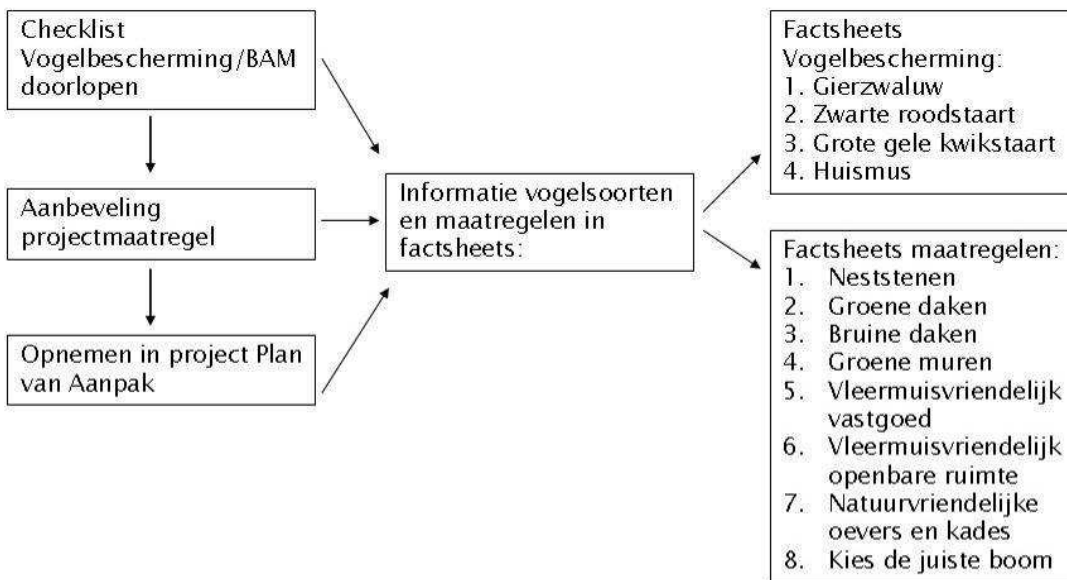 Checklist
Vogelbescherming/BAM
doorlopen
Aanbeveling
projectmaatregel
Opnemen in project Plan
van Aanpak
Informatie vogelsoorten
en maatregelen in
factsheets:
Factsheets
Vogelbescherming:
1. Gierzwaluw
2. Zwarte roodstaart
3. Grote gele kwikstaart
4. Huismus
Factsheets maatregelen:
1. Neststenen
2. Groene daken
3. Bruine daken
4. Groene muren
5. Vleermuisvriendelijk
vastgoed
6. Vleermuisvriendelijk
openbare ruimte
7. Natuurvriendelijke
oevers en kades
8. Kies de juiste boom